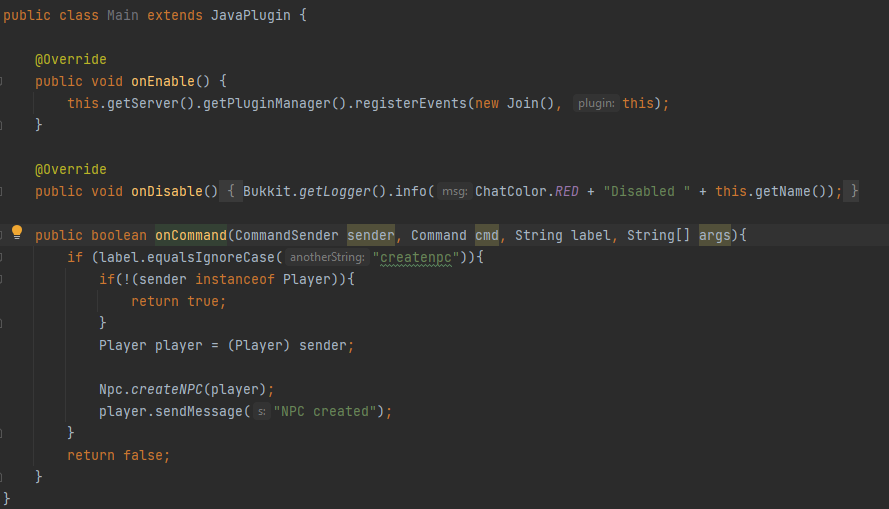 public class Main extends JavaPlugin {
@Override
public void onEnable() {
this.getServer().getPluginManager().registerEvents(new Join(), plugin: this);
}
@Override
public void onDisable() { Bukkit.getLogger().info( msg: ChatColor.RED + "Disabled " + this.getName()); }
public boolean onCommand(CommandSender sender, Command cmd, String label, String[] args){
if (label.equalsIgnoreCase( anotherString: "createnpc")){
if(!(sender instanceof Player)){
return true;
}
Player player = (Player) sender;
Npc.createNPC(player);
player.sendMessage( s: "NPC created");
}
return false;
}
}